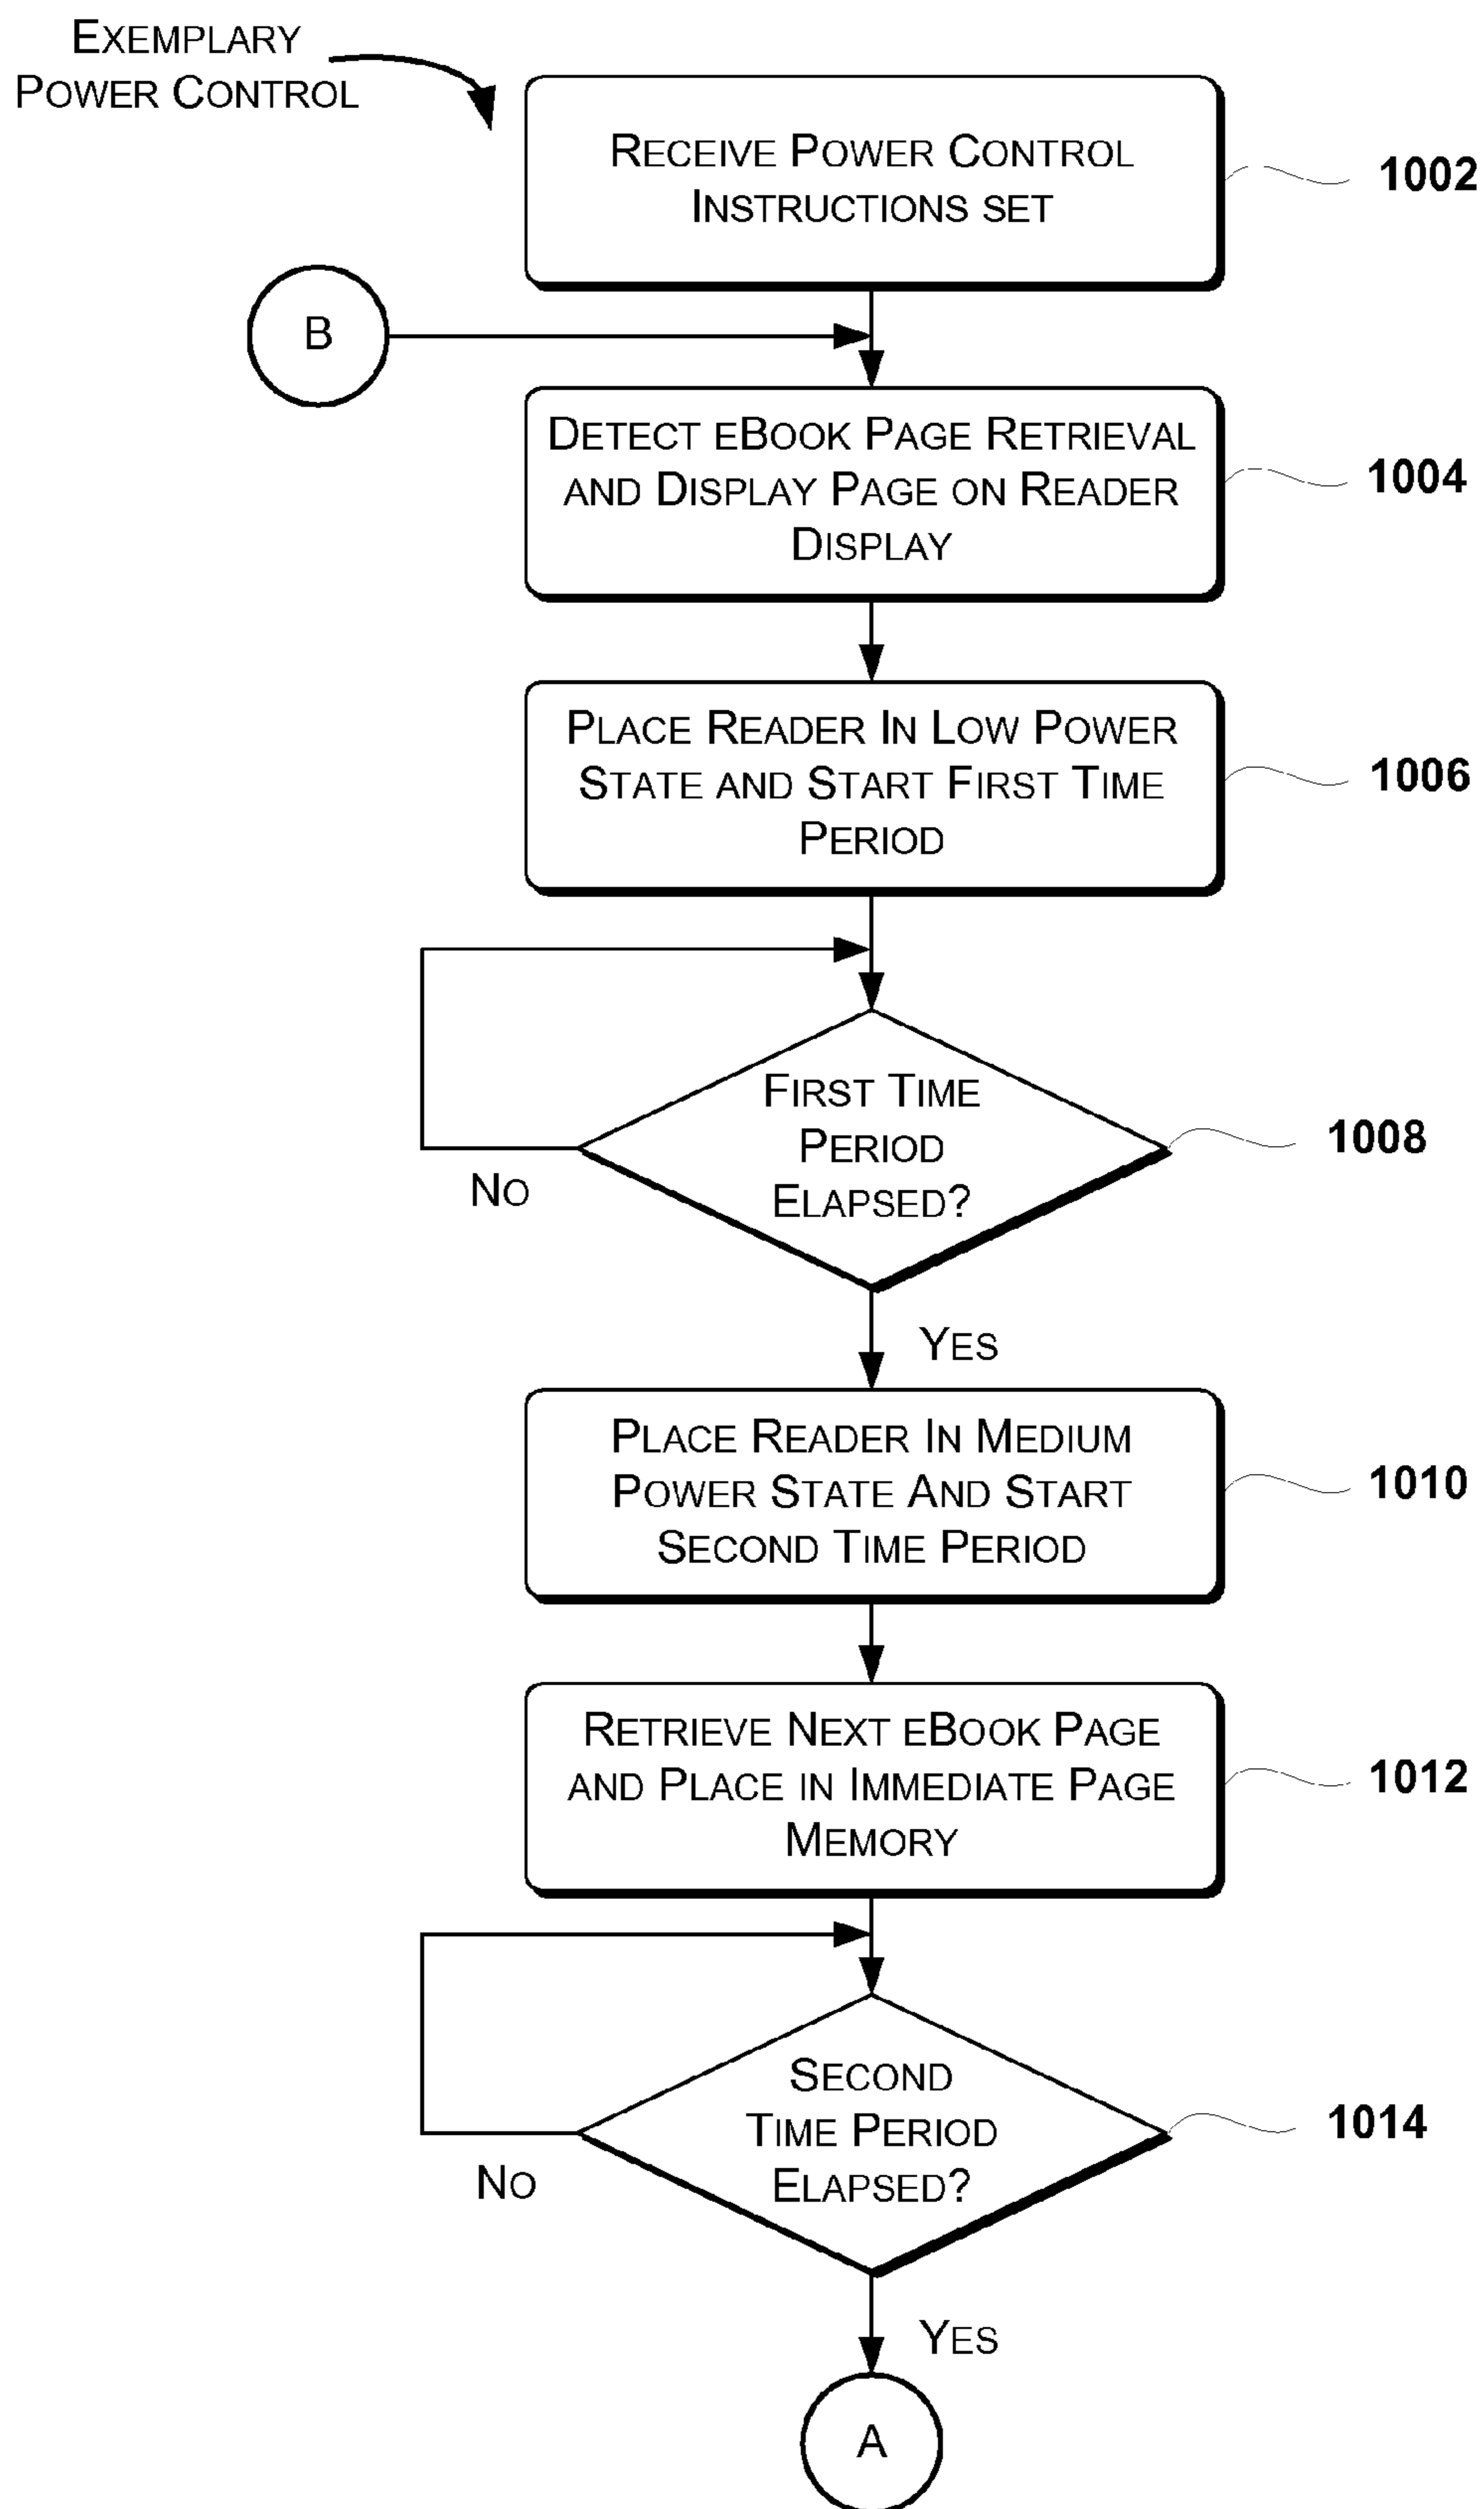 EXEMPLARY
POWER CONTROL
RECEIVE POWER CONTROL
INSTRUCTIONS SET
1002
B
DETECT EBOOK PAGE RETRIEVAL
AND DISPLAY PAGE ON READER
DISPLAY
1004
PLACE READER IN LOW POWER
STATE AND START FIRST TIME
PERIOD
1006
FIRST TIME
PERIOD
ELAPSED?
1008
NO
YES
PLACE READER IN MEDIUM
POWER STATE AND START
SECOND TIME PERIOD
1010
RETRIEVE NEXT EBOOK PAGE
AND PLACE IN IMMEDIATE PAGE
MEMORY
1012
SECOND
TIME PERIOD
ELAPSED?
1014
NO
YES
A